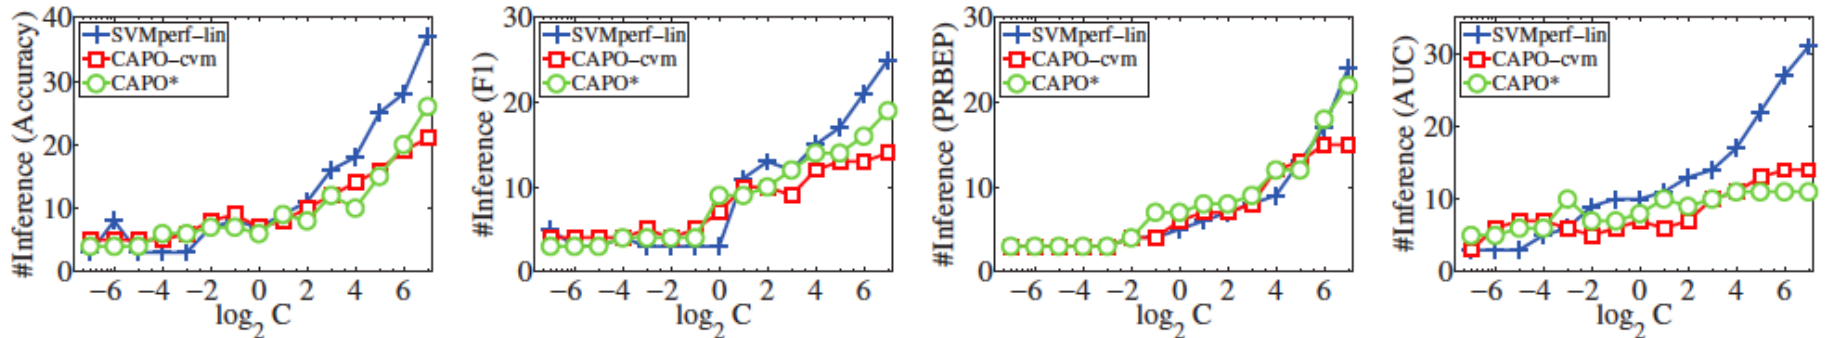 #Inference (Accuracy)
40
30
20
10
0
SVMperf-lin
CAPO-cvm
CAPO*
-6 -4 -2 0 2 4 6
log2 C
#Inference (F1)
30
20
10
0
SVMperf-lin
CAPO-cvm
CAPO*
-6 -4 -2 0 2 4 6
log2 C
#Inference (PRBEP)
30
20
10
0
SVMperf-lin
CAPO-cvm
CAPO*
-6 -4 -2 0 2 4 6
log2 C
#Inference (AUC)
30
20
10
0
SVMperf-lin
CAPO-cvm
CAPO*
-6 -4 -2 0 2 4 6
log2 C